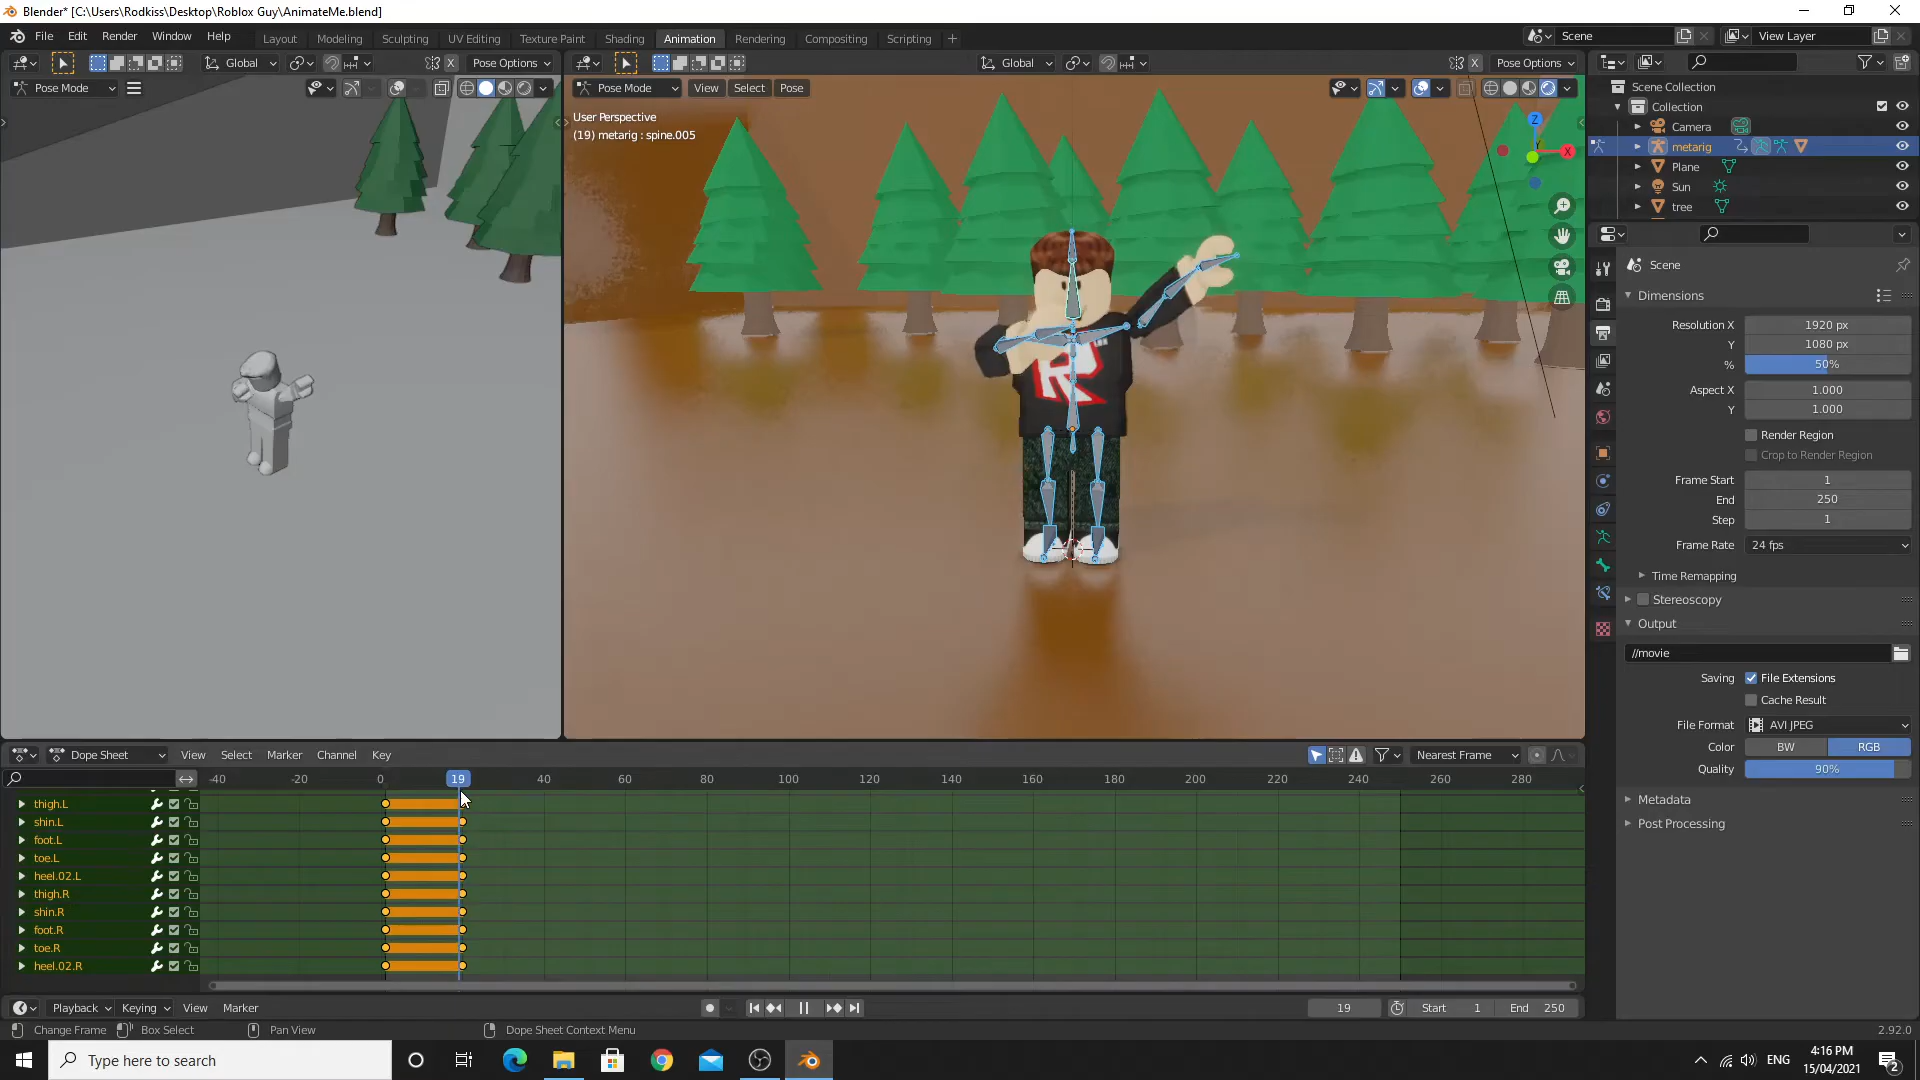 Blender* [C:\Users\Rodkiss\Desktop\Roblox Guy\AnimateMe.blend]
File Edit Render Window Help
Layout Modeling Sculpting UV Editing Texture Paint Shading Animation Rendering Compositing Scripting +
Scene
View Layer
Global
Pose Options
Global
X Pose Options
Pose Mode
Pose Mode View Select Pose
User Perspective
(19) metarig : spine.005
Z
X
Scene Collection
Collection
Camera
metarig
Plane
Sun
tree
Scene
Dimensions
Resolution X 1920 px
Y 1080 px
% 50%
Aspect X 1.000
Y 1.000
Render Region
Crop to Render Region
Frame Start 1
End 250
Step 1
Frame Rate 24 fps
Time Remapping
Stereoscopy
Output
//movie
Saving File Extensions
Cache Result
File Format AVI JPEG
Color BW RGB
Quality 90%
Metadata
Post Processing
Dope Sheet View Select Marker Channel Key
Nearest Frame
-40 -20 0 19 40 60 80 100 120 140 160 180 200 220 240 260 280
thigh.L
shin.L
foot.L
toe.L
heel.02.L
thigh.R
shin.R
foot.R
toe.R
heel.02.R
Playback Keying View Marker
19 Start 1 End 250
Change Frame Box Select Pan View Dope Sheet Context Menu
2.92.0
Type here to search
ENG
4:16 PM
15/04/2021
2